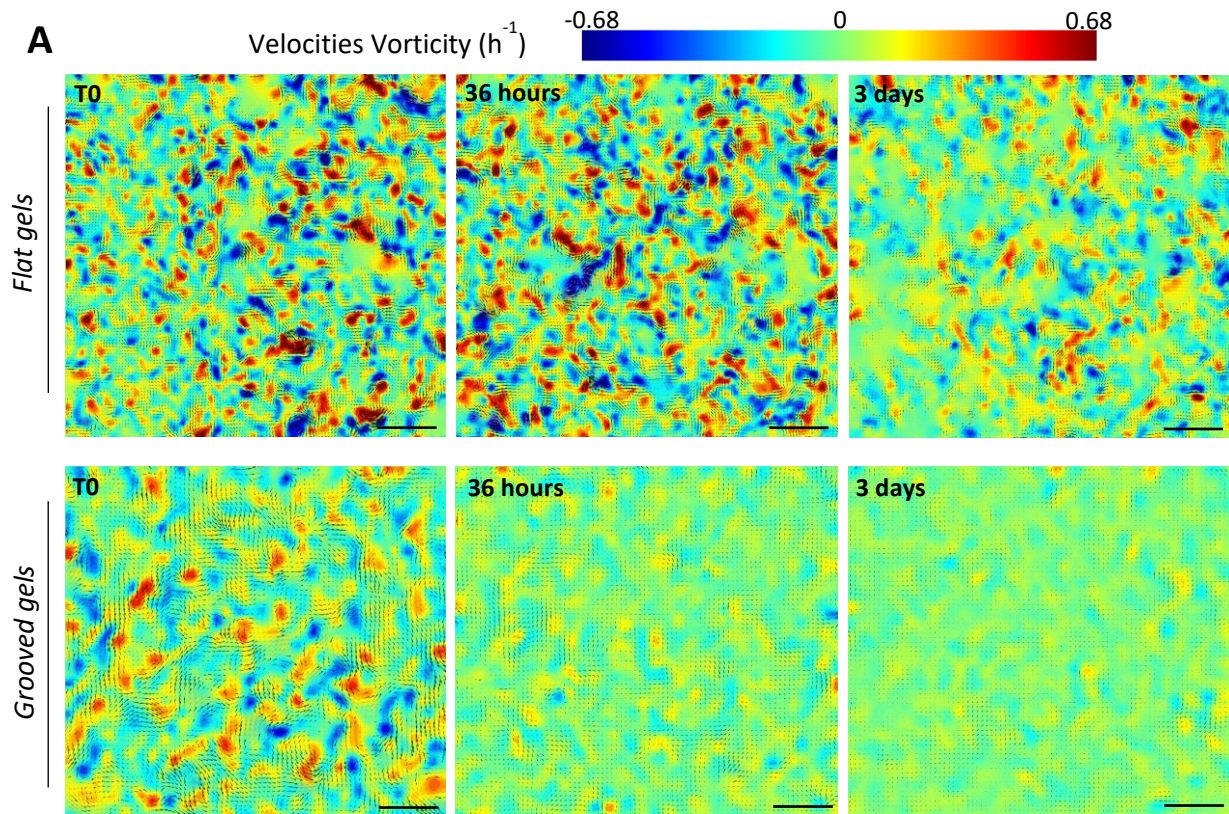 A
Velocities Vorticity (h⁻¹)
-0.68 0 0.68
Flat gels
T0 36 hours 3 days
Grooved gels
T0 36 hours 3 days